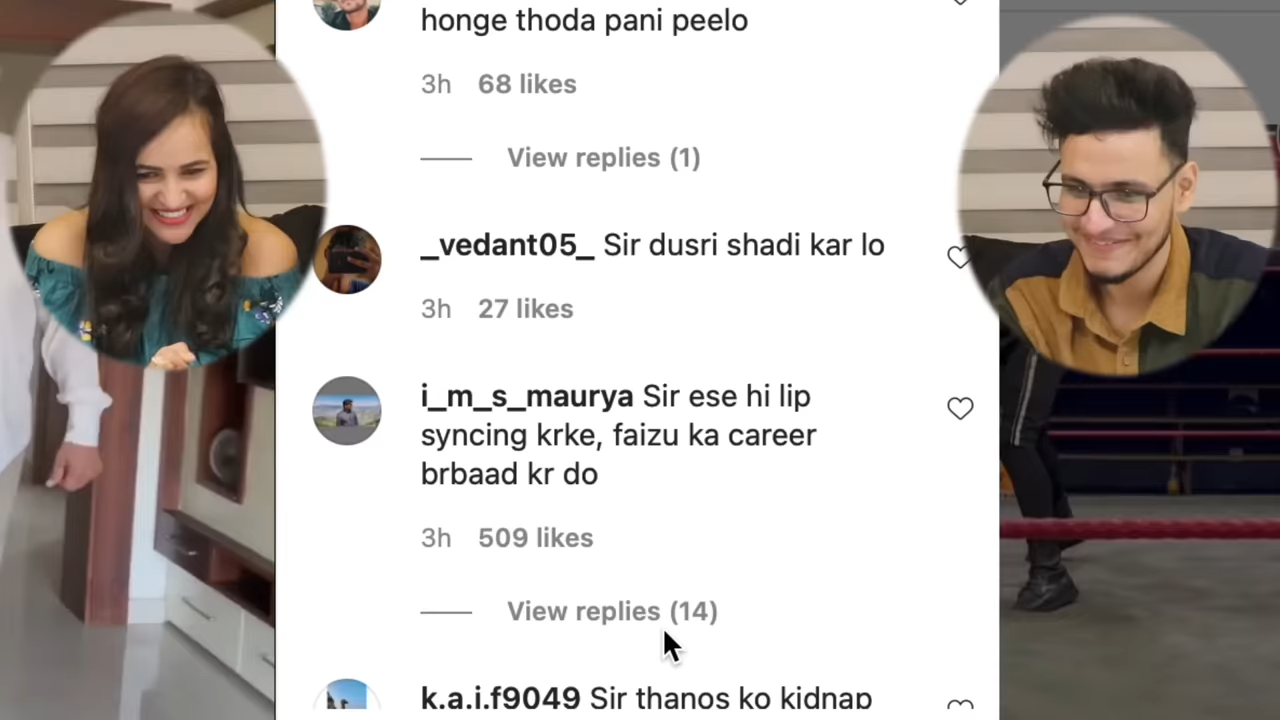 honge thoda pani peelo
3h 68 likes
View replies (1)
_vedant05_ Sir dusri shadi kar lo
3h 27 likes
i_m_s_maurya Sir ese hi lip
syncing krke, faizu ka career
brbaad kr do
3h 509 likes
View replies (14)
k.a.i.f9049 Sir thanos ko kidnap